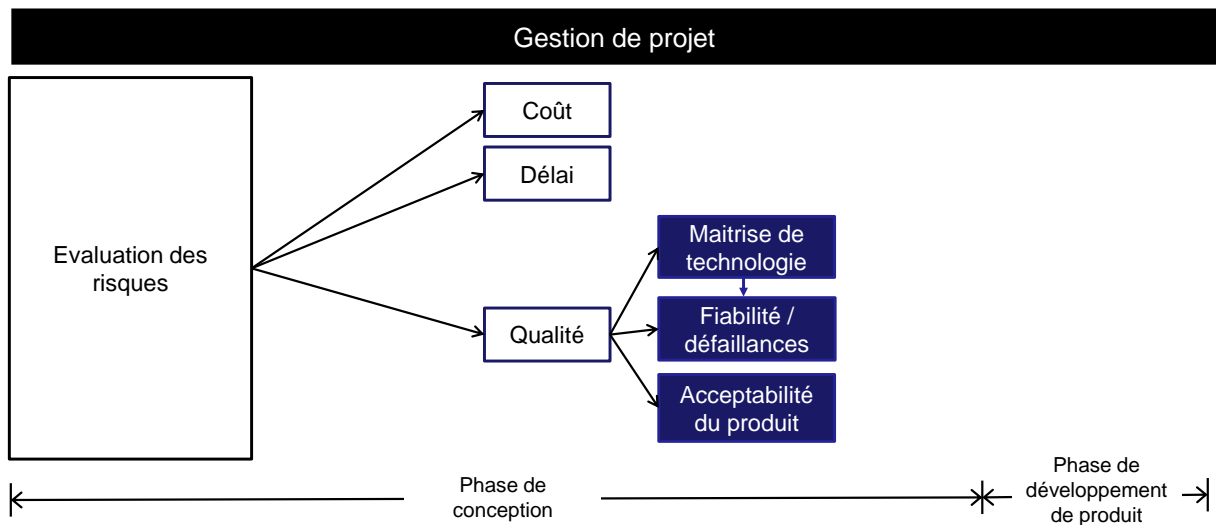 Gestion de projet
Coût
Délai
Evaluation des
risques
Maitrise de
technologie
Qualité
Fiabilité /
défaillances
Acceptabilité
du produit
Phase de
conception
Phase de
développement
de produit